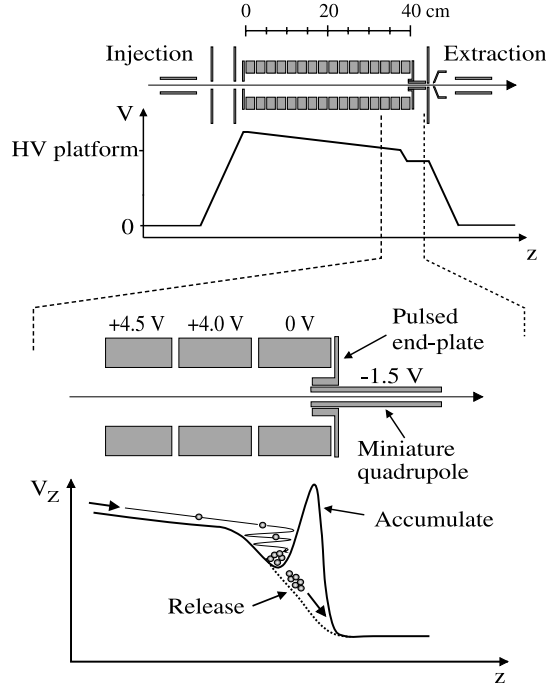 0 20 40 cm
Injection
Extraction
V
HV platform
0
z
+4.5 V +4.0 V 0 V
Pulsed
end-plate
-1.5 V
Miniature
quadrupole
VZ
Accumulate
Release
z